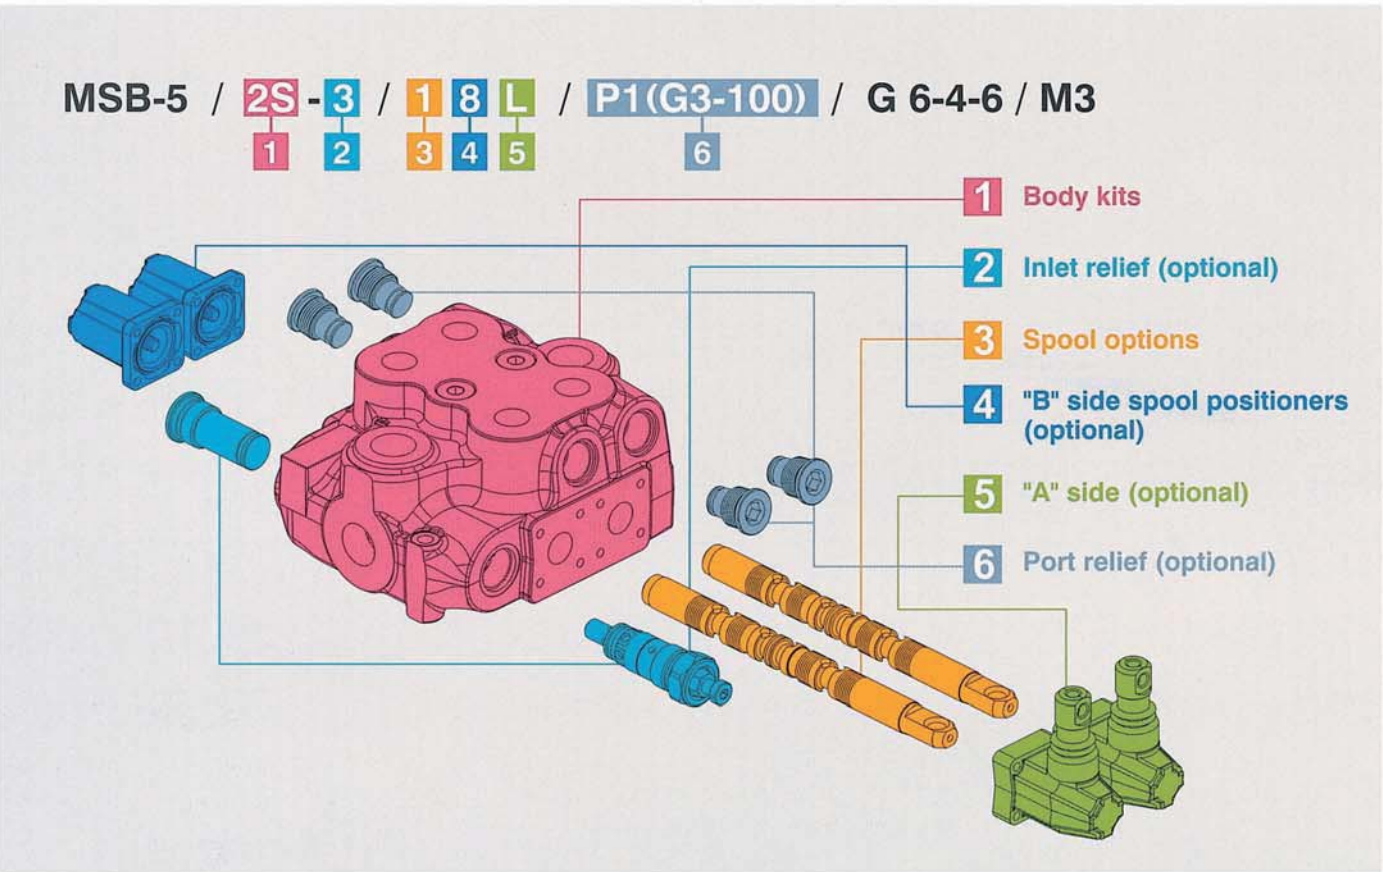 MSB-5 / 2S - 3 / 1 8 L / P1(G3-100) / G 6-4-6 / M3
1 2 3 4 5 6
1 Body kits
2 Inlet relief (optional)
3 Spool options
4 "B" side spool positioners
(optional)
5 "A" side (optional)
6 Port relief (optional)